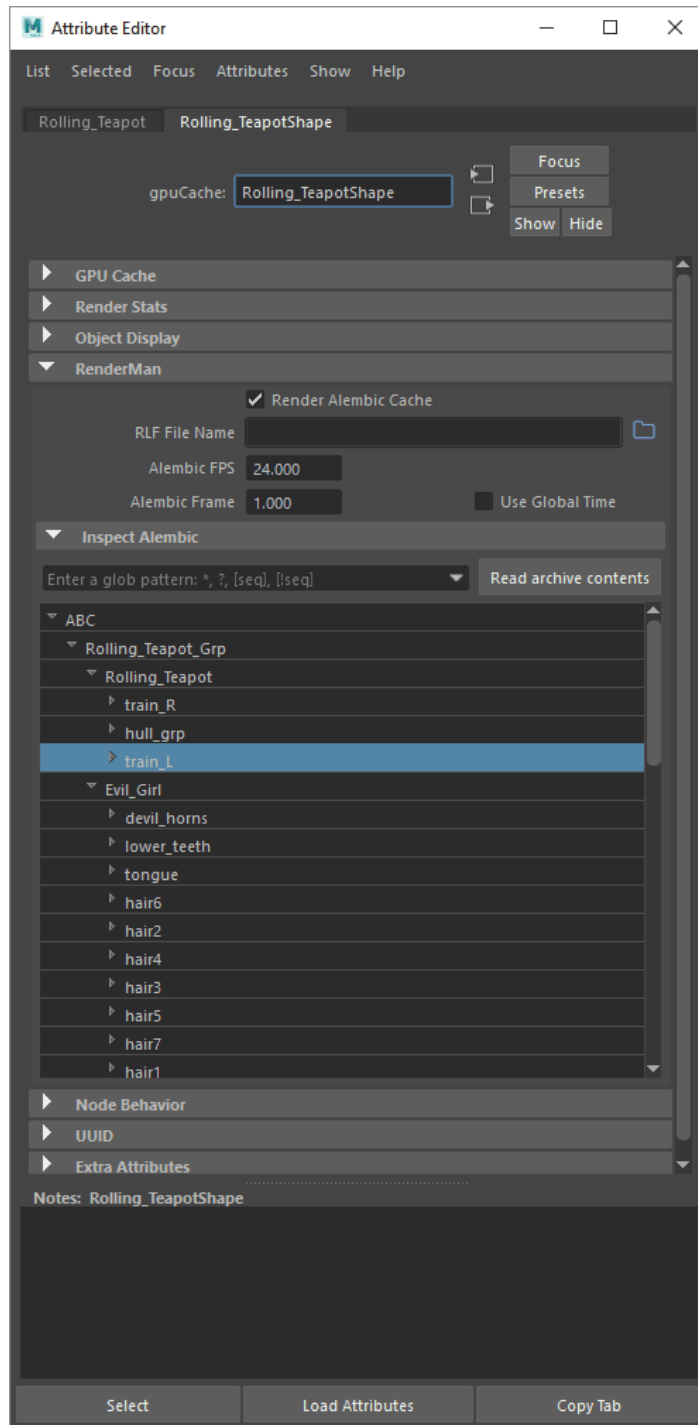 Attribute Editor
List Selected Focus Attributes Show Help
Rolling_Teapot Rolling_TeapotShape
Focus
gpuCache: Rolling_TeapotShape Presets
Show Hide
GPU Cache
Render Stats
Object Display
RenderMan
Render Alembic Cache
RLF File Name
Alembic FPS 24.000
Alembic Frame 1.000 Use Global Time
Inspect Alembic
Enter a glob pattern: *, ?, [seq], [!seq] Read archive contents
ABC
Rolling_Teapot_Grp
Rolling_Teapot
train_R
hull_grp
train_L
Evil_Girl
devil_horns
lower_teeth
tongue
hair6
hair2
hair4
hair3
hair5
hair7
hair1
Node Behavior
UUID
Extra Attributes
Notes: Rolling_TeapotShape
Select Load Attributes Copy Tab